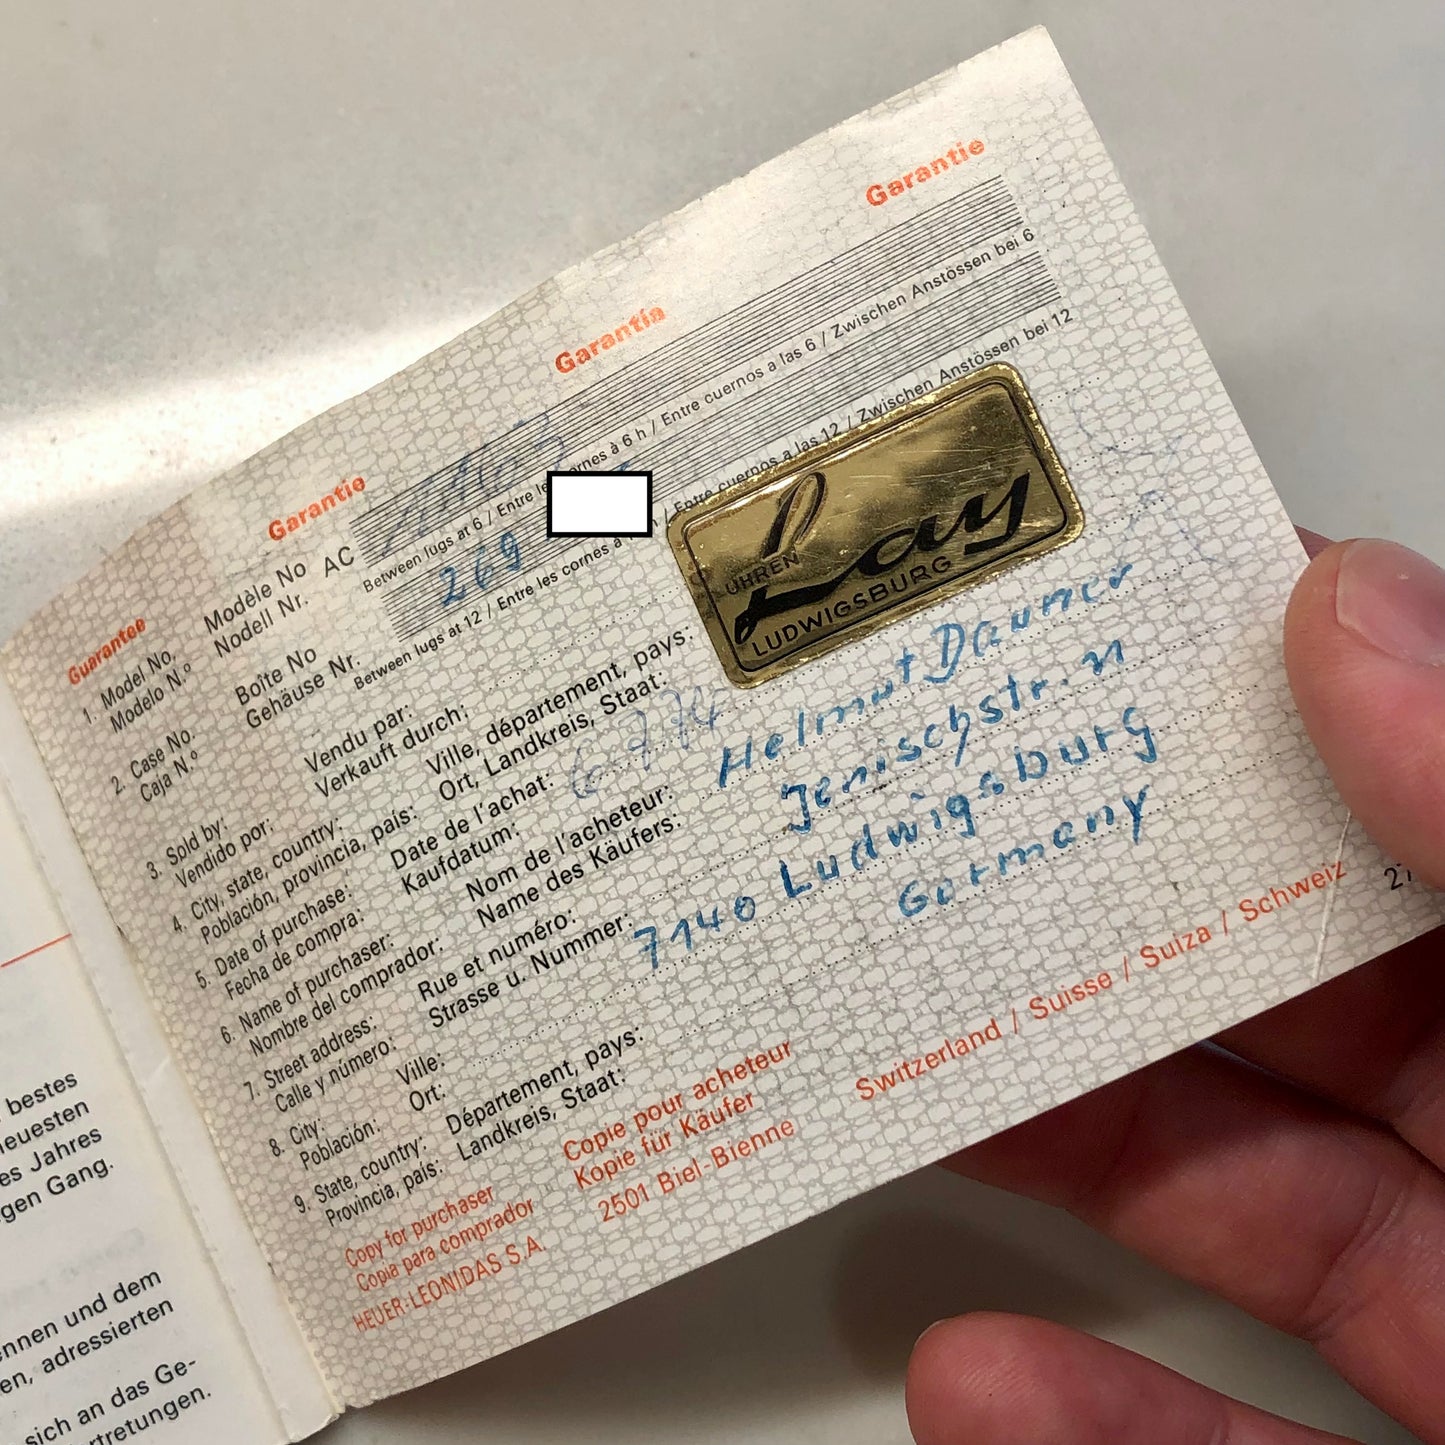 Guarantee
Garantie
Garantía
Garantie
1. Model No. Modèle No AC
Modelo N.º Nodell Nr.
Between lugs at 6 / Entre les cornes à 6 h / Entre cuernos a las 6 / Zwischen Anstössen bei 6
2. Case No. Boîte No 269
Caja N.º Gehäuse Nr.
Between lugs at 12 / Entre les cornes à / Entre cuernos a las 12 / Zwischen Anstössen bei 12
3. Sold by: Vendu par:
Vendido por: Verkauft durch:
UHREN
Lay
LUDWIGSBURG
4. City, state, country: Ville, département, pays:
Población, provincia, país: Ort, Landkreis, Staat:
5. Date of purchase: Date de l'achat:
Fecha de compra: Kaufdatum:
6. Name of purchaser: Nom de l'acheteur: Helmut
Nombre del comprador: Name des Käufers:
7. Street address: Rue et numéro:
Calle y número: Strasse u. Nummer:
8. City: Ville: 7140 Ludwigsburg
Población: Ort:
9. State, country: Département, pays: Germany
Provincia, país: Landkreis, Staat:
Copy for purchaser Copie pour acheteur
Copia para comprador Kopie für Käufer
HEUER-LEONIDAS S.A. 2501 Biel-Bienne Switzerland / Suisse / Suiza / Schweiz
bestes
neuesten
es Jahres
gen Gang.
ennen und dem
en, adressierten
sich an das Ge-
rtretungen.